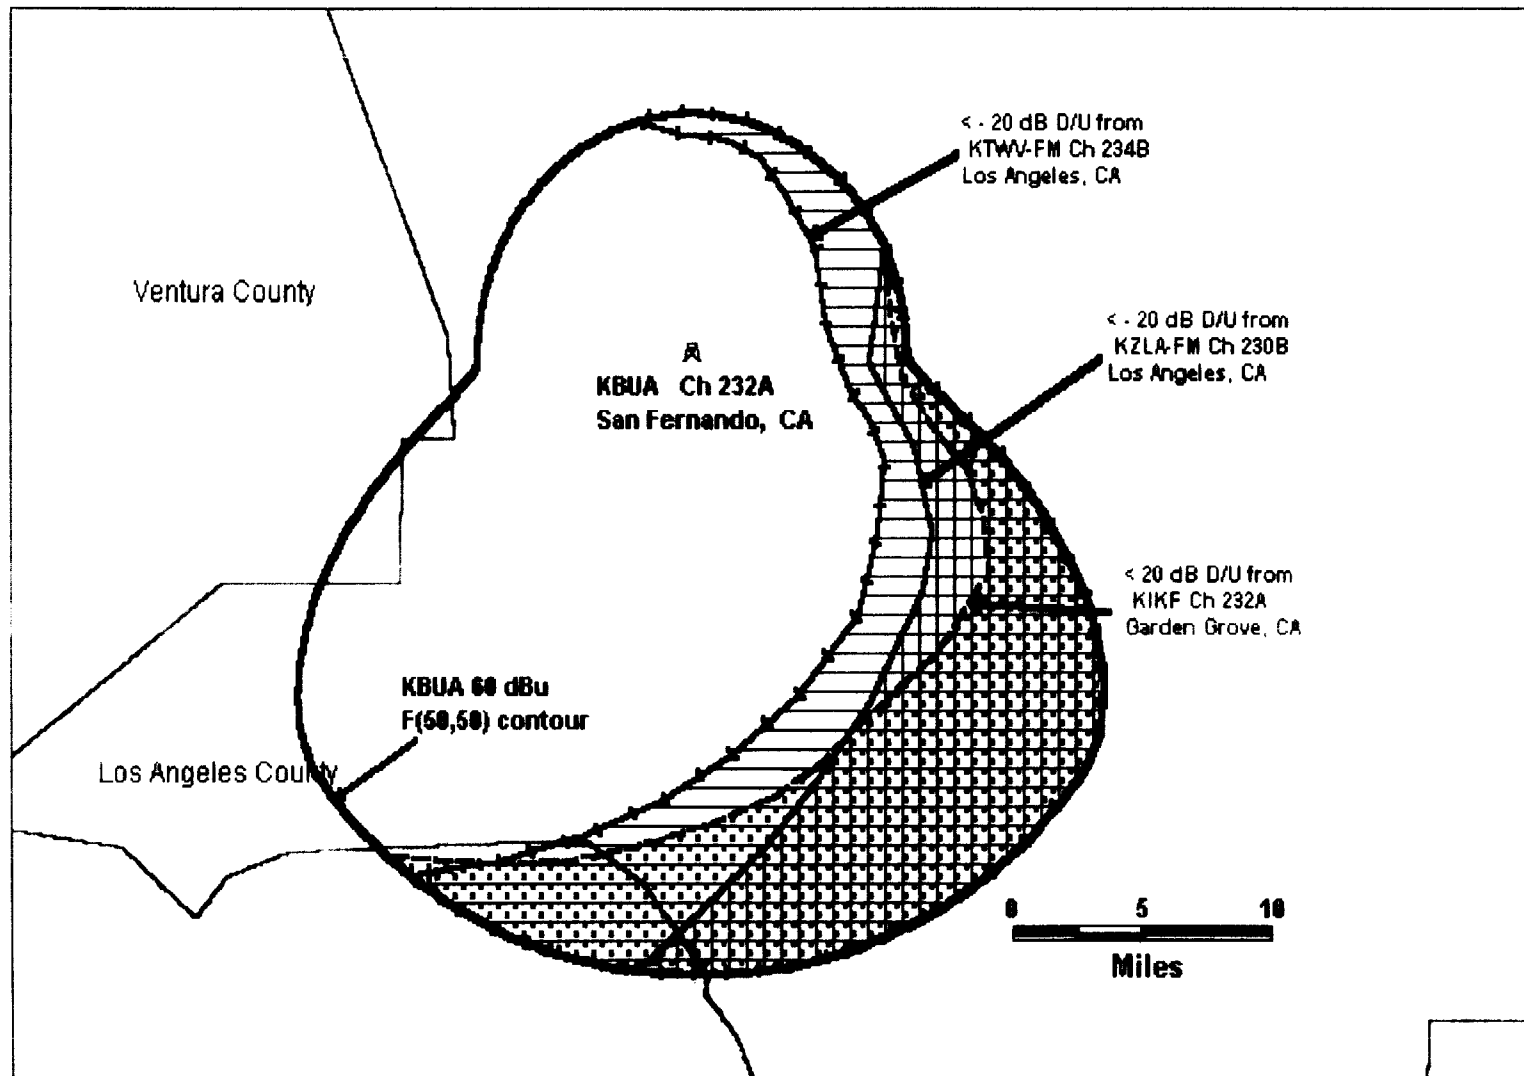 < - 20 dB D/U from
KTWV-FM Ch 234B
Los Angeles, CA
Ventura County
< - 20 dB D/U from
KZLA-FM Ch 230B
Los Angeles, CA
KBUA Ch 232A
San Fernando, CA
< 20 dB D/U from
KIKF Ch 232A
Garden Grove, CA
KBUA 60 dBu
F(50,50) contour
Los Angeles County
0 5 10
Miles